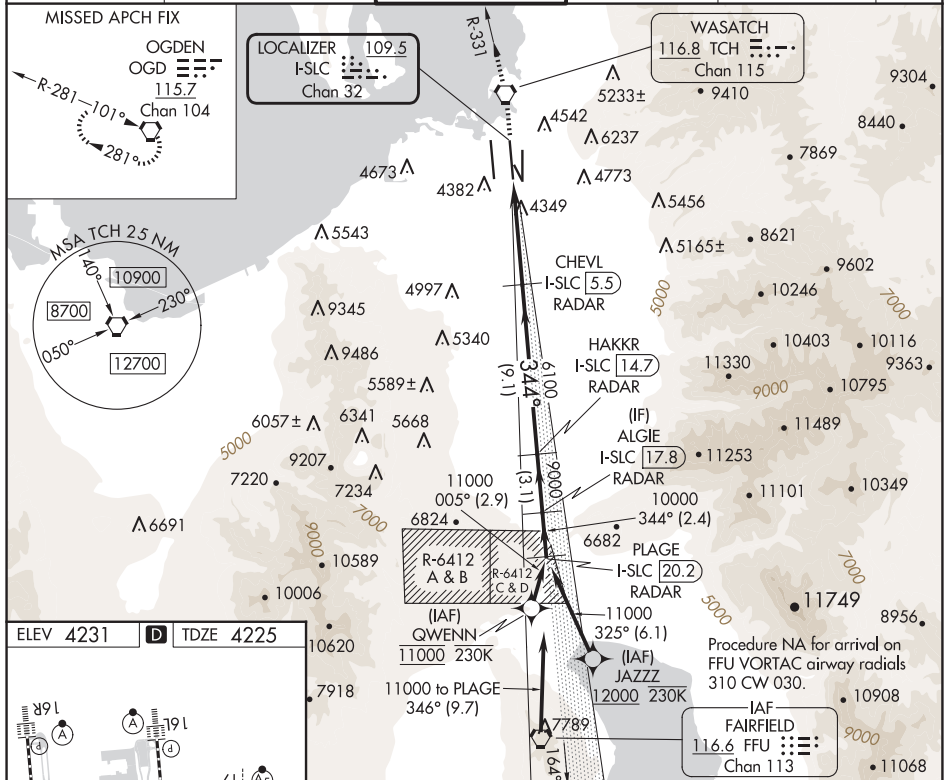 MISSED APCH FIX
OGDEN
OGD
115.7
Chan 104
R-281—101°
281°
LOCALIZER 109.5
I-SLC
Chan 32
R-331
WASATCH
116.8 TCH
Chan 115
5233±
9410
9304
4542
6237
8440
7869
4673
4382
4773
4349
5456
5543
5165±
8621
MSA TCH 25 NM
140°
10900
8700
230°
050°
12700
CHEVL
I-SLC 5.5
RADAR
9602
4997
5000
10246
7000
9345
5340
HAKKR
I-SLC 14.7
RADAR
344°
(9.1)
6100
10403
10116
9486
11330
9363
9000
10795
5589±
(IF)
ALGIE
I-SLC 17.8
RADAR
6057±
6341
5668
11489
5000
9207
11253
7220
7234
(3.1)
9000
11000
005° (2.9)
10349
7000
10000
344° (2.4)
11101
6691
6824
6682
9000
R-6412
A & B
R-6412
C & D
PLAGE
I-SLC 20.2
RADAR
10589
7000
10006
11000
325° (6.1)
5000
11749
(IAF)
QWENN
11000 230K
8956
ELEV 4231
D
TDZE 4225
10620
(IAF)
JAZZZ
12000 230K
Procedure NA for arrival on
FFU VORTAC airway radials
310 CW 030.
7918
11000 to PLAGE
346° (9.7)
10908
IAF
FAIRFIELD
116.6 FFU
Chan 113
7789
164°
9000
11068
16R
A
P
A
16L
P
17
A5